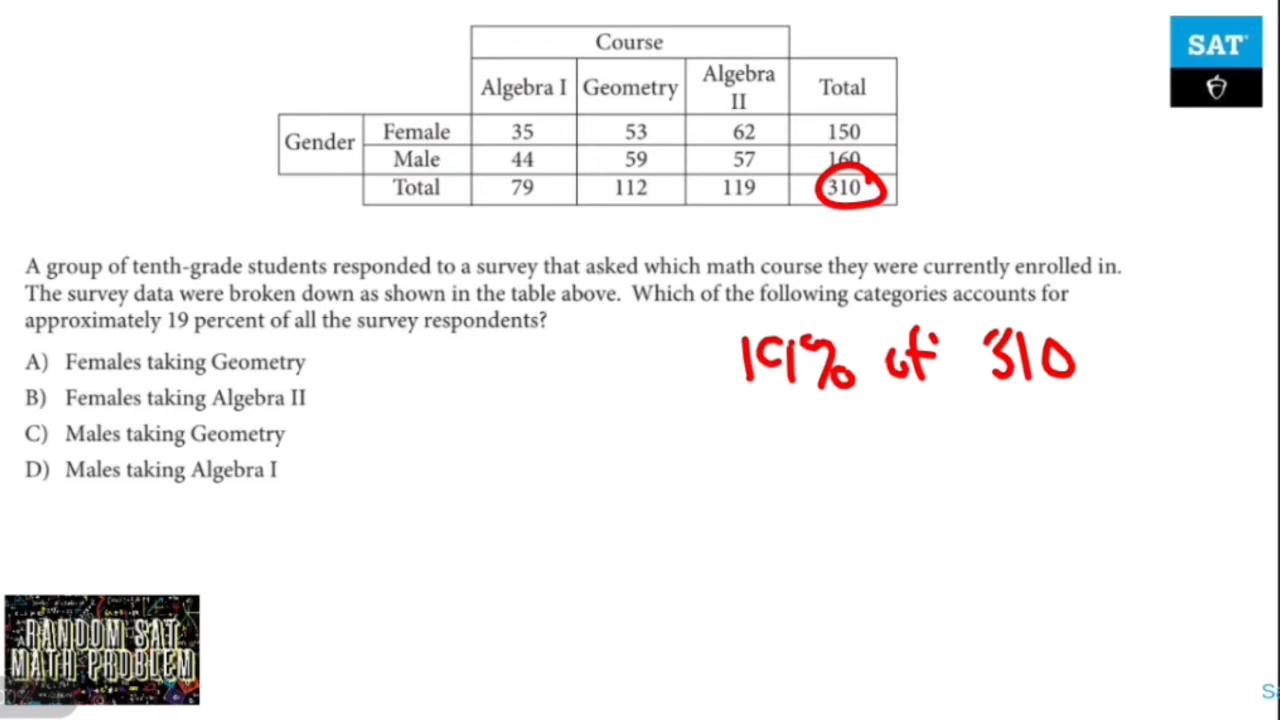 Course
SAT
Algebra I Geometry Algebra II Total
Gender Female 35 53 62 150
Male 44 59 57 160
Total 79 112 119 310
A group of tenth-grade students responded to a survey that asked which math course they were currently enrolled in.
The survey data were broken down as shown in the table above. Which of the following categories accounts for
approximately 19 percent of all the survey respondents?
19% of 310
A) Females taking Geometry
B) Females taking Algebra II
C) Males taking Geometry
D) Males taking Algebra I
RANDOM SAT
MATH PROBLEM